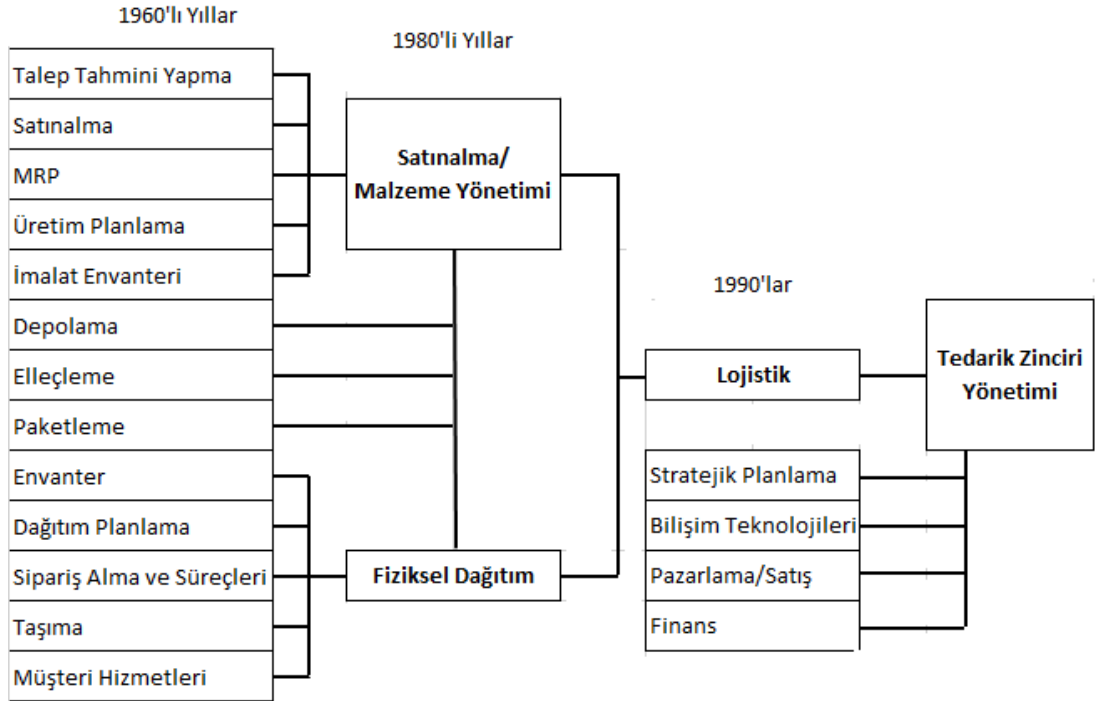 1960'lı Yıllar
Talep Tahmini Yapma
Satınalma
MRP
Üretim Planlama
İmalat Envanteri
Depolama
Elleçleme
Paketleme
Envanter
Dağıtım Planlama
Sipariş Alma ve Süreçleri
Taşıma
Müşteri Hizmetleri
1980'li Yıllar
Satınalma/
Malzeme Yönetimi
Fiziksel Dağıtım
1990'lar
Lojistik
Stratejik Planlama
Bilişim Teknolojileri
Pazarlama/Satış
Finans
Tedarik Zinciri
Yönetimi